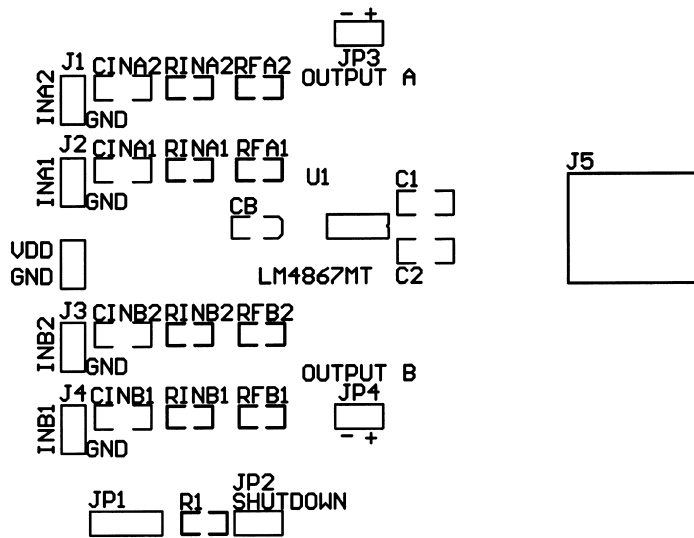 - +
JP3
OUTPUT A
J1 CINA2 RINA2 RFA2
INA2
GND
J2 CINA1 RINA1 RFA1
INA1
GND
U1
C1
J5
CB
VDD
GND
LM4867MT
C2
J3 CINB2 RINB2 RFB2
INB2
GND
OUTPUT B
JP4
- +
J4 CINB1 RINB1 RFB1
INB1
GND
JP1
R1
JP2
SHUTDOWN